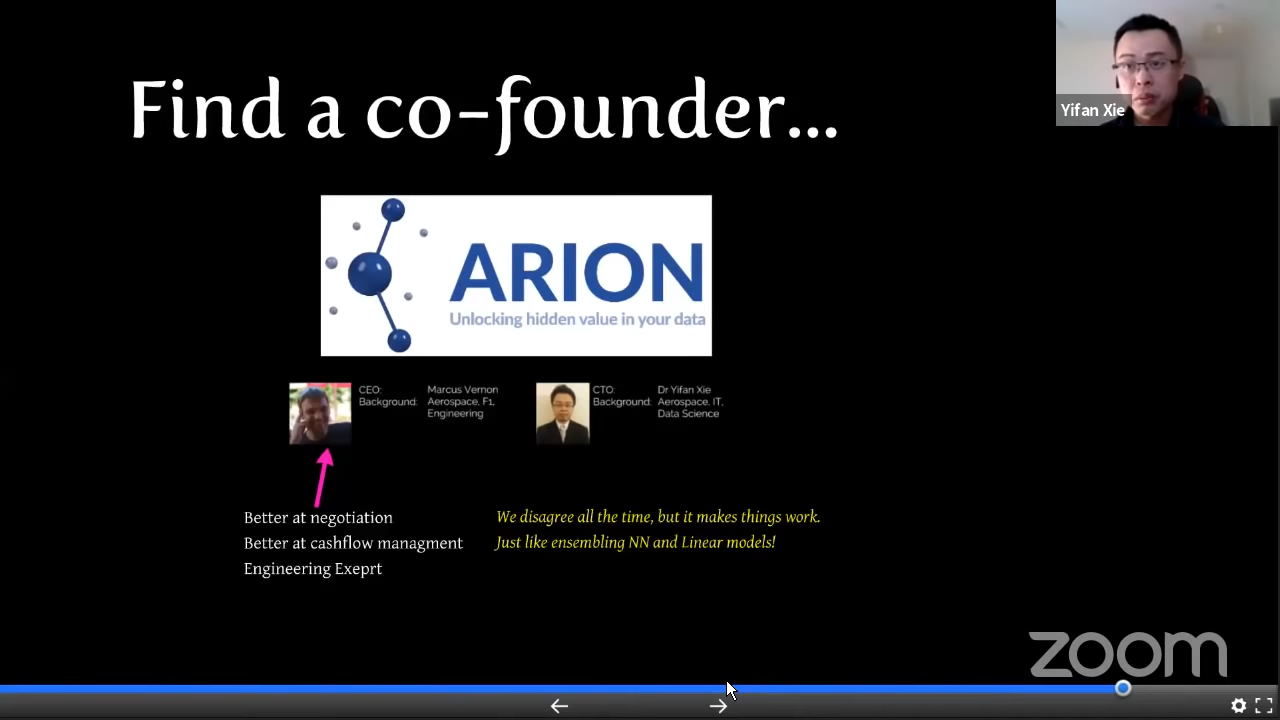 Find a co-founder...
Yifan Xie
ARION
Unlocking hidden value in your data
CEO: Marcus Vernon
Background: Aerospace, F1,
Engineering
CTO: Dr Yifan Xie
Background: Aerospace, IT,
Data Science
Better at negotiation
Better at cashflow managment
Engineering Exeprt
We disagree all the time, but it makes things work.
Just like ensembling NN and Linear models!
zoom